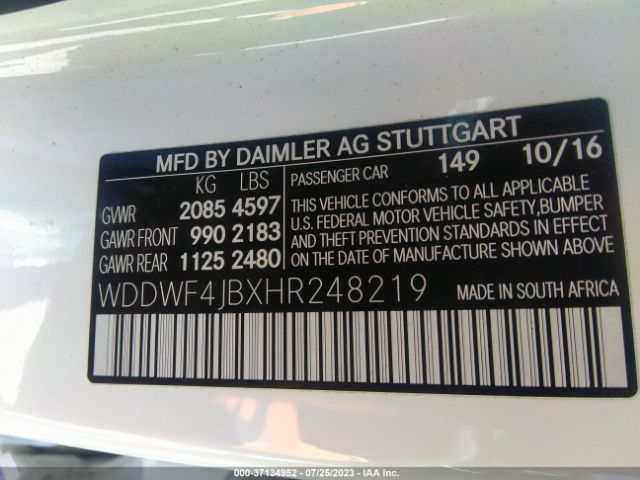 MFD BY DAIMLER AG STUTTGART
KG LBS
GVWR 2085 4597
GAWR FRONT 990 2183
GAWR REAR 1125 2480
PASSENGER CAR 149 10/16
THIS VEHICLE CONFORMS TO ALL APPLICABLE
U.S. FEDERAL MOTOR VEHICLE SAFETY,BUMPER
AND THEFT PREVENTION STANDARDS IN EFFECT
ON THE DATE OF MANUFACTURE SHOWN ABOVE
WDDWF4JBXHR248219 MADE IN SOUTH AFRICA
000-37134952 / 07/25/2023 - IAA Inc.